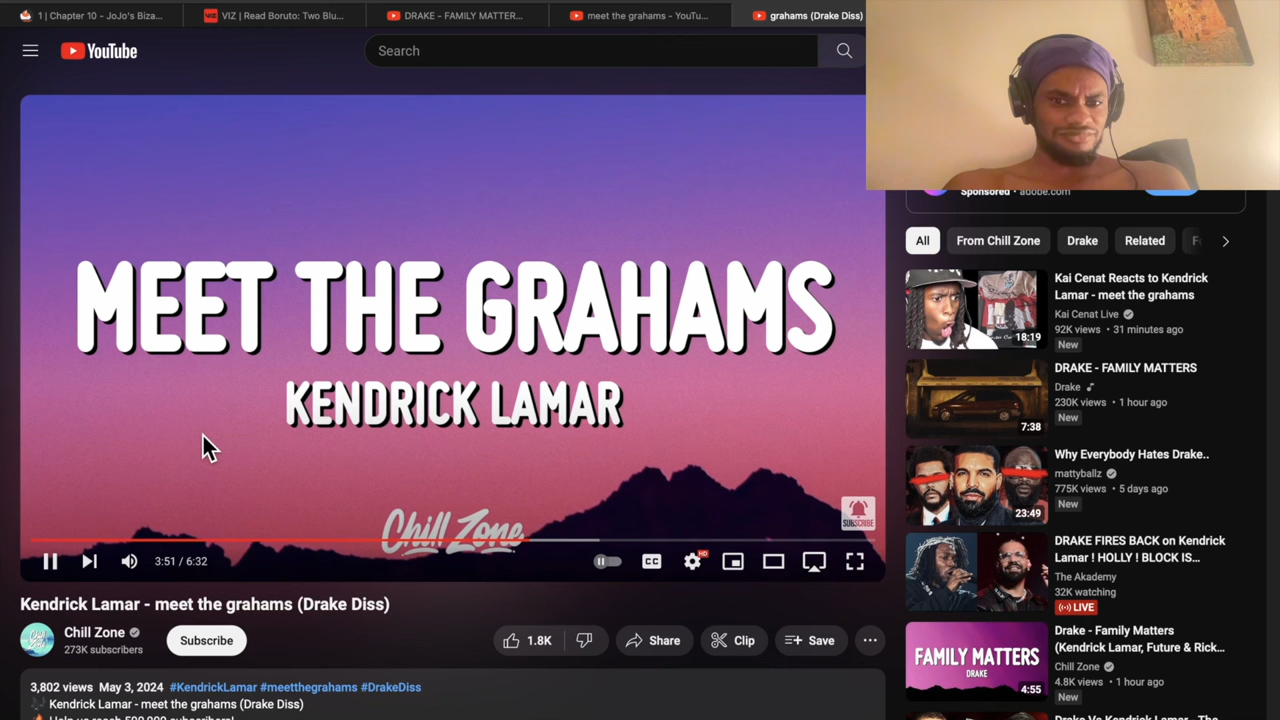 1 | Chapter 10 - JoJo's Biza...
VIZ | Read Boruto: Two Blu...
DRAKE - FAMILY MATTER...
meet the grahams - YouTu...
grahams (Drake Diss)
YouTube
Search
MEET THE GRAHAMS
KENDRICK LAMAR
Chill Zone
SUBSCRIBE
3:51 / 6:32
CC
HD
Kendrick Lamar - meet the grahams (Drake Diss)
Chill Zone
273K subscribers
Subscribe
1.8K
Share
Clip
Save
3,802 views May 3, 2024 #KendrickLamar #meetthegrahams #DrakeDiss
Kendrick Lamar - meet the grahams (Drake Diss)
Sponsored · adobe.com
All
From Chill Zone
Drake
Related
Kai Cenat Reacts to Kendrick
Lamar - meet the grahams
Kai Cenat Live
92K views • 31 minutes ago
New
18:19
DRAKE - FAMILY MATTERS
Drake
230K views • 1 hour ago
New
7:38
Why Everybody Hates Drake..
mattyballz
775K views • 5 days ago
New
23:49
DRAKE FIRES BACK on Kendrick
Lamar ! HOLLY ! BLOCK IS...
The Akademy
32K watching
LIVE
Drake - Family Matters
(Kendrick Lamar, Future & Rick...
Chill Zone
4.8K views • 1 hour ago
New
FAMILY MATTERS
DRAKE
4:55